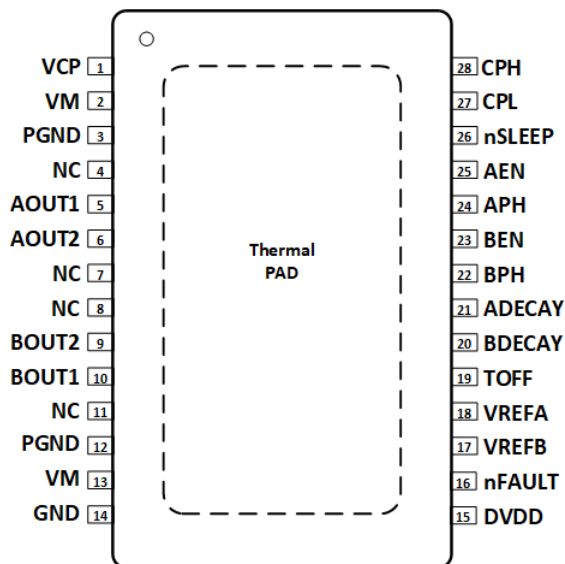 VCP 1
VM 2
PGND 3
NC 4
AOUT1 5
AOUT2 6
NC 7
NC 8
BOUT2 9
BOUT1 10
NC 11
PGND 12
VM 13
GND 14
Thermal
PAD
28 CPH
27 CPL
26 nSLEEP
25 AEN
24 APH
23 BEN
22 BPH
21 ADECAY
20 BDECAY
19 TOFF
18 VREFA
17 VREFB
16 nFAULT
15 DVDD